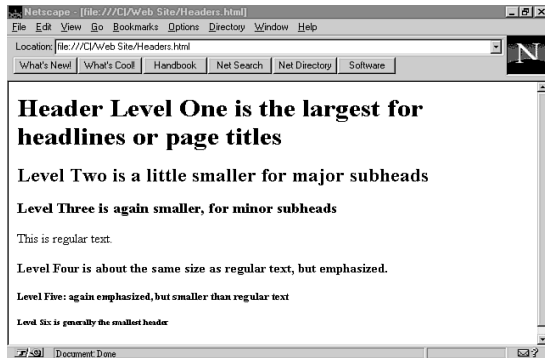 Netscape - [file:///C|/Web Site/Headers.html]
File Edit View Go Bookmarks Options Directory Window Help
Location: file:///C|/Web Site/Headers.html
What's New! What's Cool! Handbook Net Search Net Directory Software
N
Header Level One is the largest for
headlines or page titles
Level Two is a little smaller for major subheads
Level Three is again smaller, for minor subheads
This is regular text.
Level Four is about the same size as regular text, but emphasized.
Level Five: again emphasized, but smaller than regular text
Level Six is generally the smallest header
Document: Done